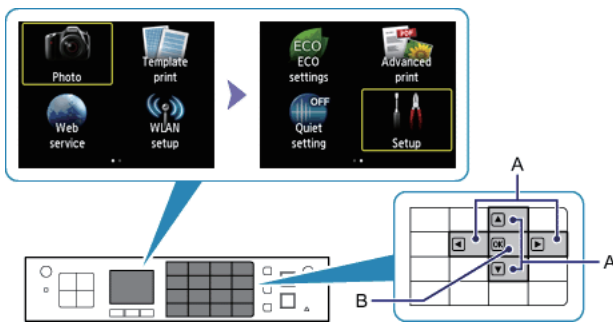 Photo
Template
print
Web
service
WLAN
setup
ECO
ECO
settings
PDF
Advanced
print
OFF
Quiet
setting
Setup
A
OK
A
B